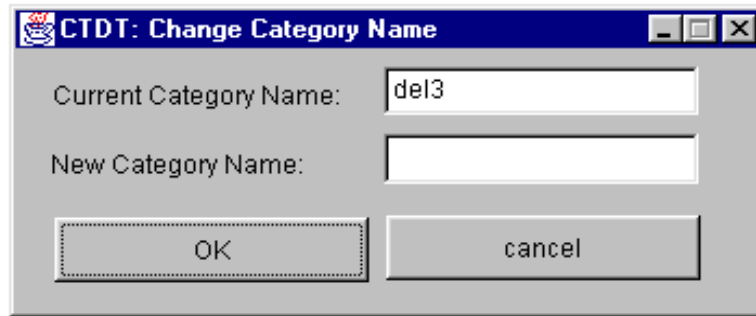 CTDT: Change Category Name
Current Category Name: del3
New Category Name:
OK cancel